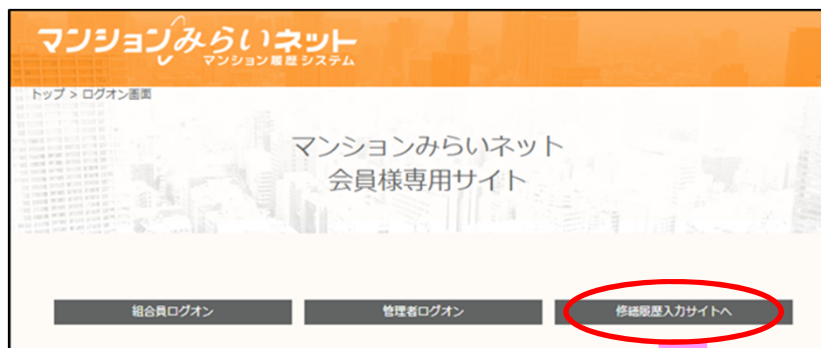 マンションみらいネット
マンション履歴システム
トップ > ログオン画面
マンションみらいネット
会員様専用サイト
組合員ログオン
管理者ログオン
修繕履歴入力サイトへ